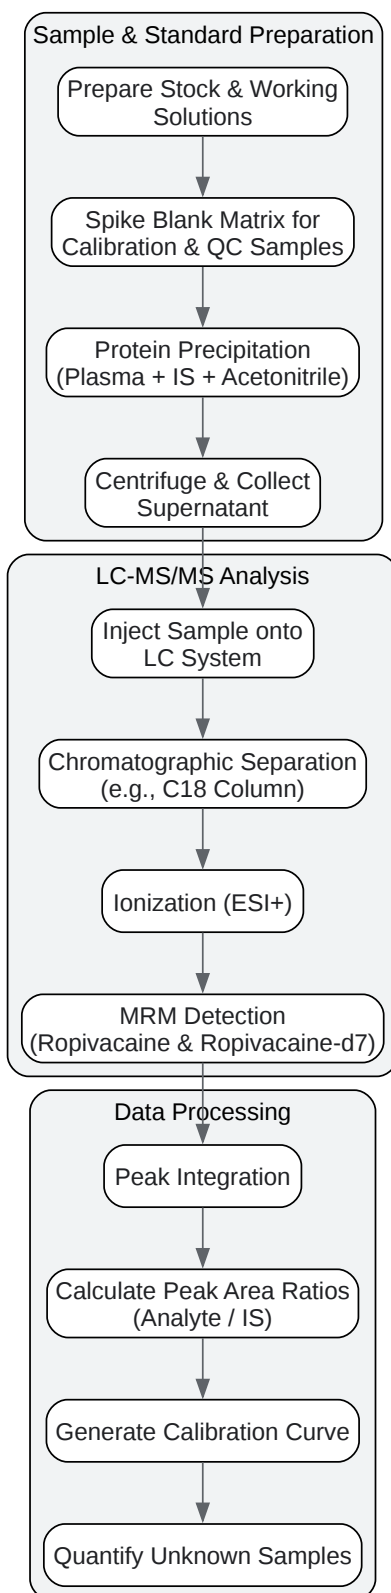 Sample & Standard Preparation
Prepare Stock & Working
Solutions
Spike Blank Matrix for
Calibration & QC Samples
Protein Precipitation
(Plasma + IS + Acetonitrile)
Centrifuge & Collect
Supernatant
LC-MS/MS Analysis
Inject Sample onto
LC System
Chromatographic Separation
(e.g., C18 Column)
Ionization (ESI+)
MRM Detection
(Ropivacaine & Ropivacaine-d7)
Data Processing
Peak Integration
Calculate Peak Area Ratios
(Analyte / IS)
Generate Calibration Curve
Quantify Unknown Samples